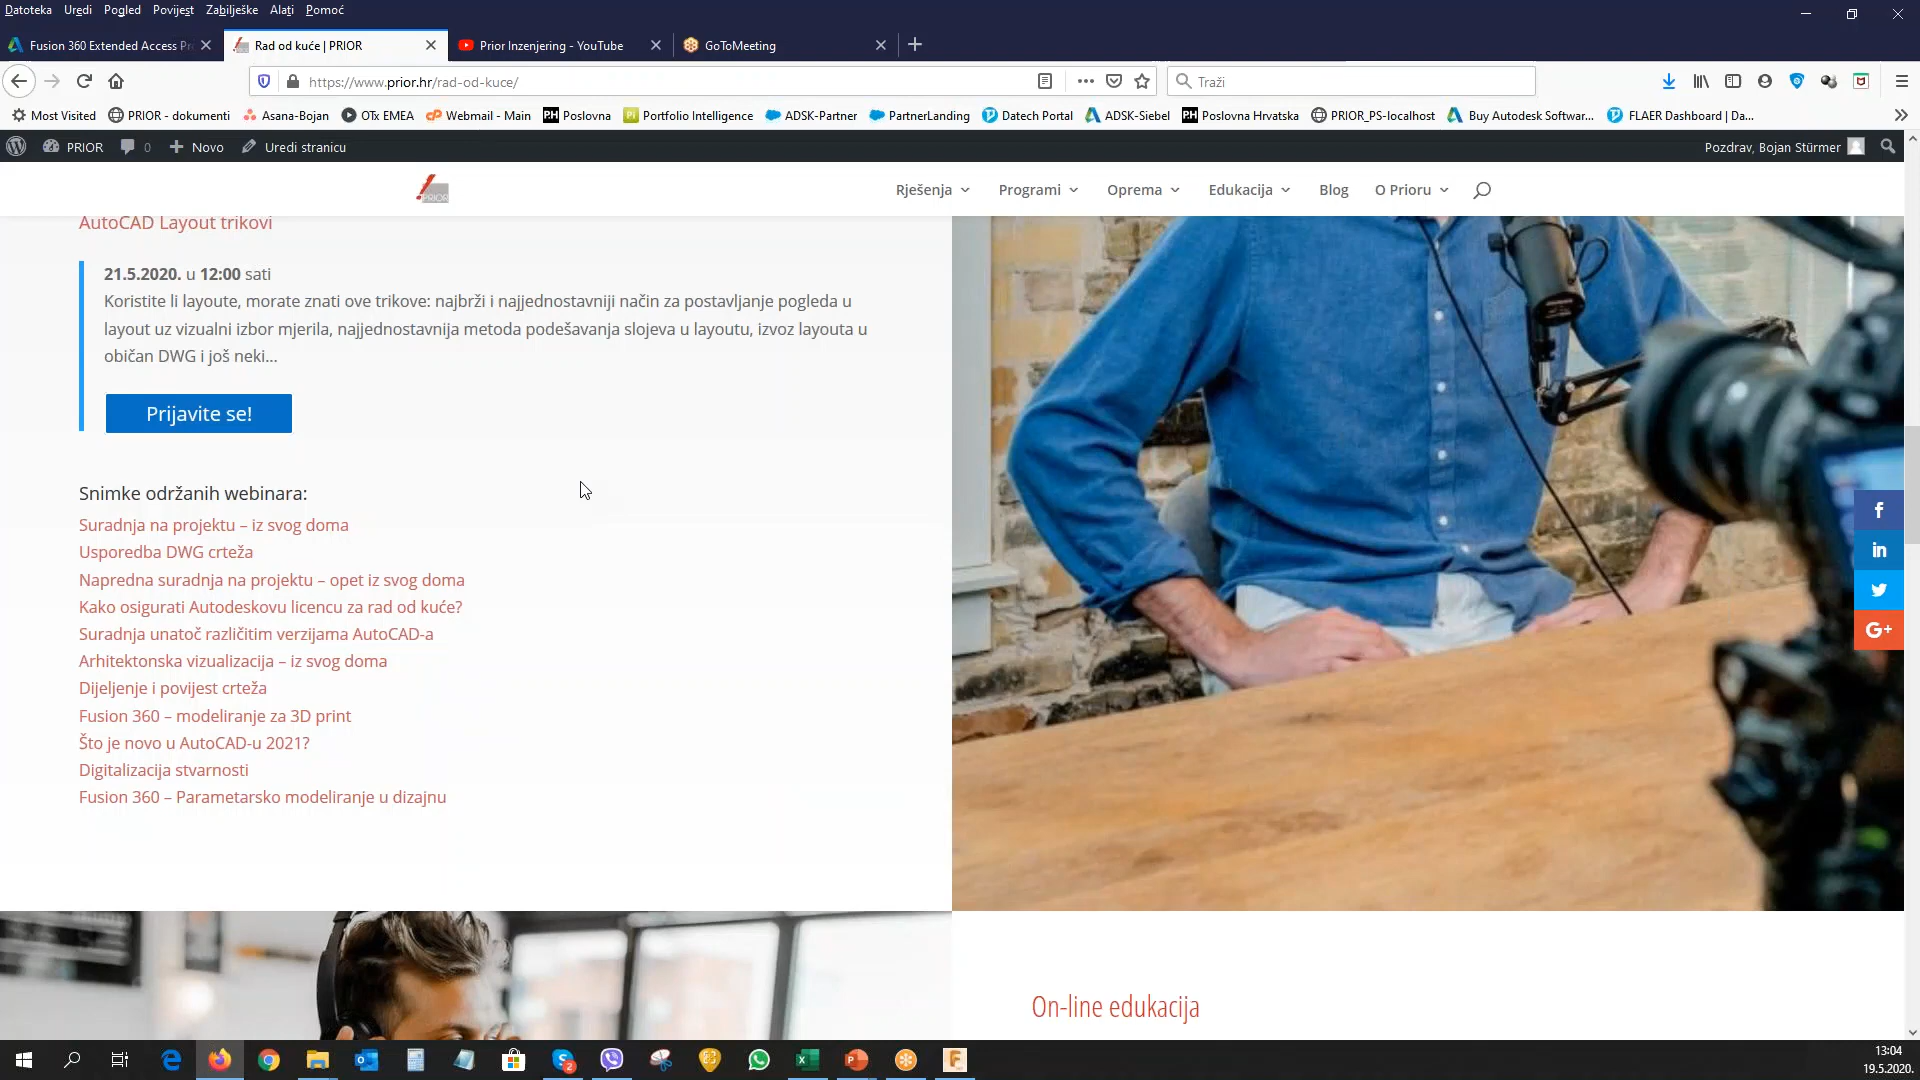 Datoteka Uredi Pogled Povijest Zabilješke Alati Pomoć
Fusion 360 Extended Access Pr
Rad od kuće | PRIOR
Prior Inzenjering - YouTube
GoToMeeting
https://www.prior.hr/rad-od-kuce/
Traži
Most Visited PRIOR - dokumenti Asana-Bojan OTx EMEA Webmail - Main Poslovna Portfolio Intelligence ADSK-Partner PartnerLanding Datech Portal ADSK-Siebel Poslovna Hrvatska PRIOR_PS-localhost Buy Autodesk Softwar... FLAER Dashboard | Da...
PRIOR 0 Novo Uredi stranicu Pozdrav, Bojan Stürmer
PRIOR
Rješenja Programi Oprema Edukacija Blog O Prioru
AutoCAD Layout trikovi
21.5.2020. u 12:00 sati
Koristite li layoute, morate znati ove trikove: najbrži i najjednostavniji način za postavljanje pogleda u
layout uz vizualni izbor mjerila, najjednostavnija metoda podešavanja slojeva u layoutu, izvoz layouta u
običan DWG i još neki...
Prijavite se!
Snimke održanih webinara:
Suradnja na projektu – iz svog doma
Usporedba DWG crteža
Napredna suradnja na projektu – opet iz svog doma
Kako osigurati Autodeskovu licencu za rad od kuće?
Suradnja unatoč različitim verzijama AutoCAD-a
Arhitektonska vizualizacija – iz svog doma
Dijeljenje i povijest crteža
Fusion 360 – modeliranje za 3D print
Što je novo u AutoCAD-u 2021?
Digitalizacija stvarnosti
Fusion 360 – Parametarsko modeliranje u dizajnu
f
in
G+
On-line edukacija
13:04
19.5.2020.